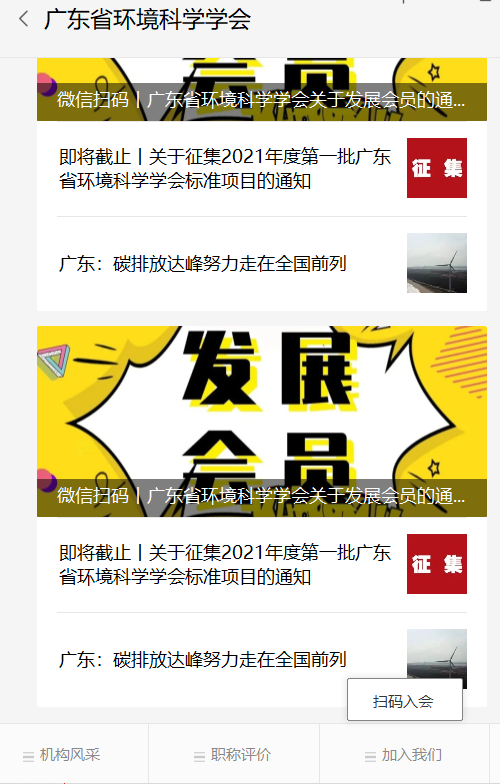 广东省环境科学学会
会员
微信扫码丨广东省环境科学学会关于发展会员的通...
即将截止丨关于征集2021年度第一批广东
省环境科学学会标准项目的通知
征 集
广东：碳排放达峰努力走在全国前列
发展
会员
微信扫码丨广东省环境科学学会关于发展会员的通...
即将截止丨关于征集2021年度第一批广东
省环境科学学会标准项目的通知
征 集
广东：碳排放达峰努力走在全国前列
扫码入会
机构风采
职称评价
加入我们